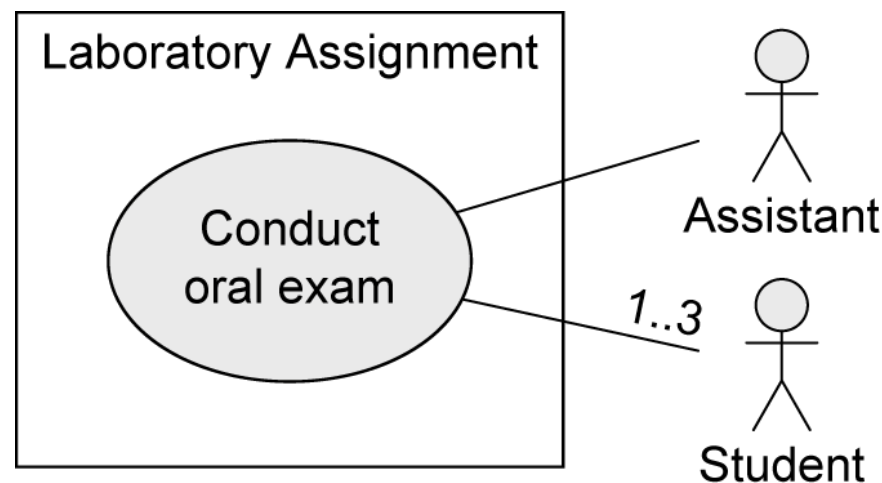 Laboratory Assignment
Conduct
oral exam
Assistant
1..3
Student